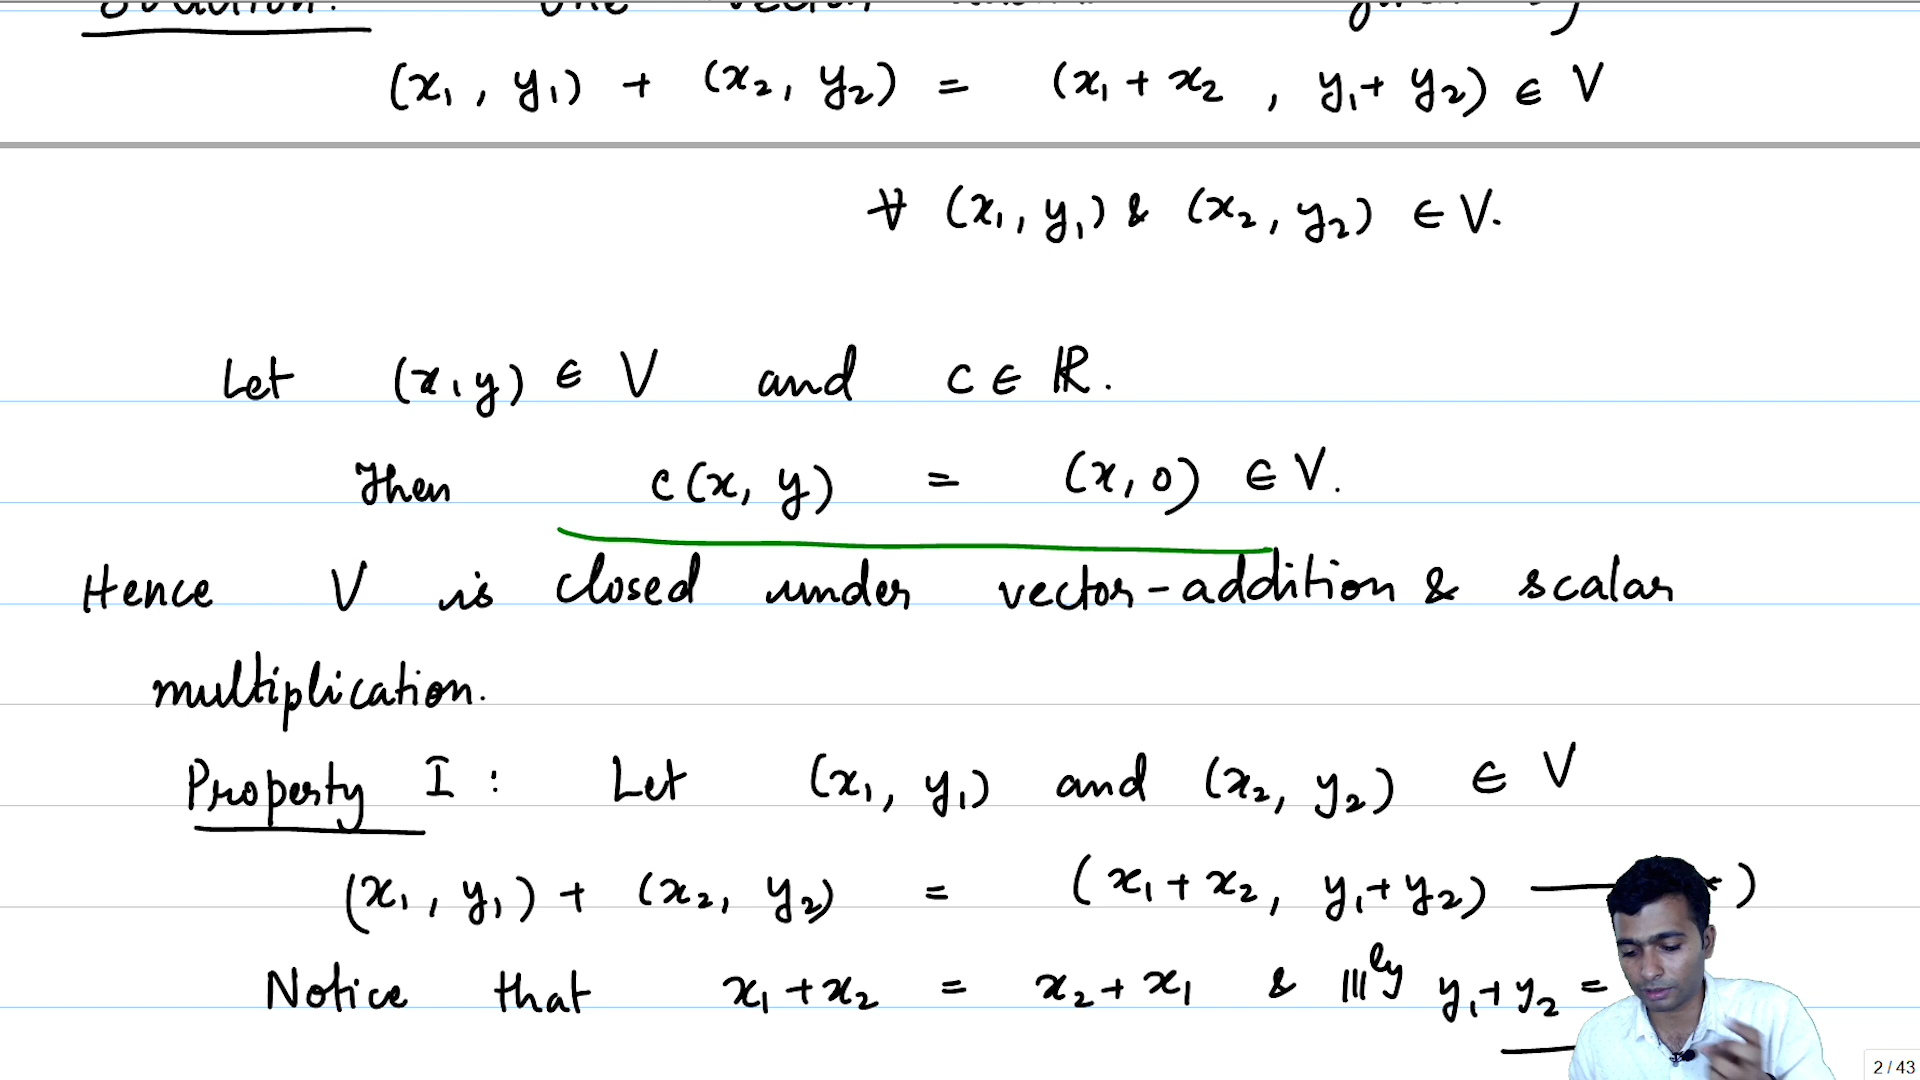 (x₁, y₁) + (x₂, y₂) = (x₁ + x₂, y₁ + y₂) ∈ V
∀ (x₁, y₁) & (x₂, y₂) ∈ V.
Let (x, y) ∈ V and c ∈ ℝ.
Then c(x, y) = (x, 0) ∈ V.
Hence V is closed under vector-addition & scalar
multiplication.
Property I : Let (x₁, y₁) and (x₂, y₂) ∈ V
(x₁, y₁) + (x₂, y₂) = (x₁ + x₂, y₁ + y₂) —
Notice that x₁ + x₂ = x₂ + x₁ & |||ly y₁ + y₂ =
2 / 43